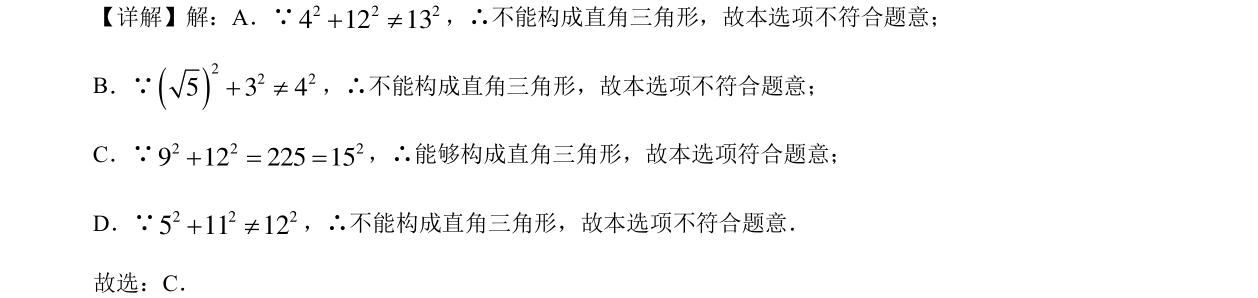 【详解】解：A．∵4²+12²≠13²，∴不能构成直角三角形，故本选项不符合题意；
B．∵(√5)²+3²≠4²，∴不能构成直角三角形，故本选项不符合题意；
C．∵9²+12²=225=15²，∴能够构成直角三角形，故本选项符合题意；
D．∵5²+11²≠12²，∴不能构成直角三角形，故本选项不符合题意．
故选：C．